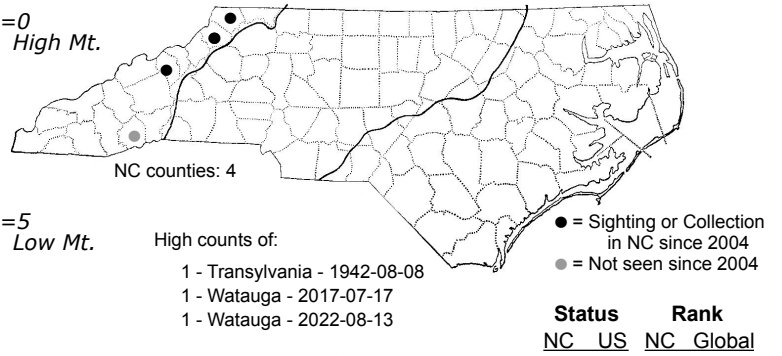 =0
High Mt.
NC counties: 4
=5
Low Mt.
High counts of:
1 - Transylvania - 1942-08-08
1 - Watauga - 2017-07-17
1 - Watauga - 2022-08-13
● = Sighting or Collection
in NC since 2004
● = Not seen since 2004
Status Rank
NC US NC Global